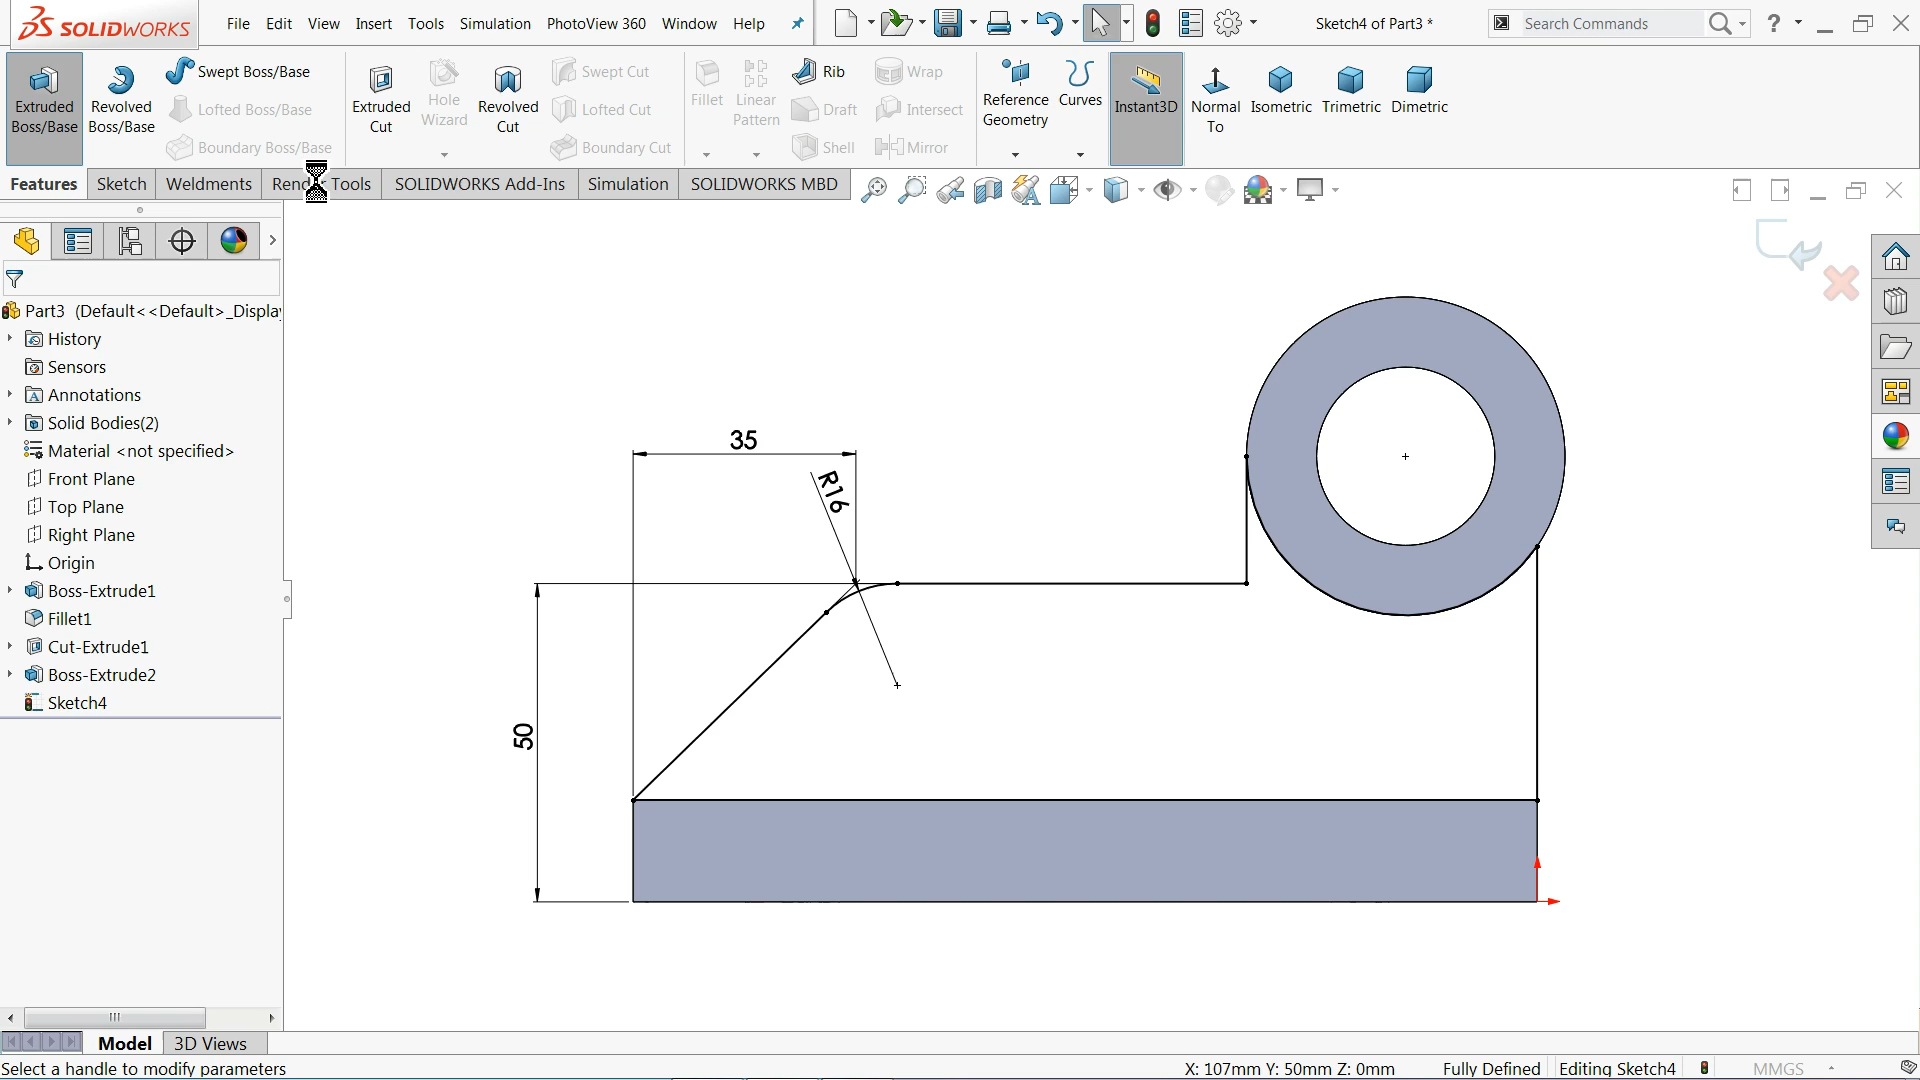 SOLIDWORKS File Edit View Insert Tools Simulation PhotoView 360 Window Help Sketch4 of Part3 * Search Commands ?
Extruded Boss/Base
Revolved Boss/Base
Swept Boss/Base
Lofted Boss/Base
Boundary Boss/Base
Extruded Cut
Hole Wizard
Revolved Cut
Swept Cut
Lofted Cut
Boundary Cut
Fillet
Linear Pattern
Rib
Draft
Shell
Wrap
Intersect
Mirror
Reference Geometry
Curves
Instant3D
Normal To
Isometric
Trimetric
Dimetric
Features Sketch Weldments Render Tools SOLIDWORKS Add-Ins Simulation SOLIDWORKS MBD
Part3 (Default<<Default>_Display
History
Sensors
Annotations
Solid Bodies(2)
Material <not specified>
Front Plane
Top Plane
Right Plane
Origin
Boss-Extrude1
Fillet1
Cut-Extrude1
Boss-Extrude2
Sketch4
35
R16
50
Model 3D Views
Select a handle to modify parameters X: 107mm Y: 50mm Z: 0mm Fully Defined Editing Sketch4 MMGS